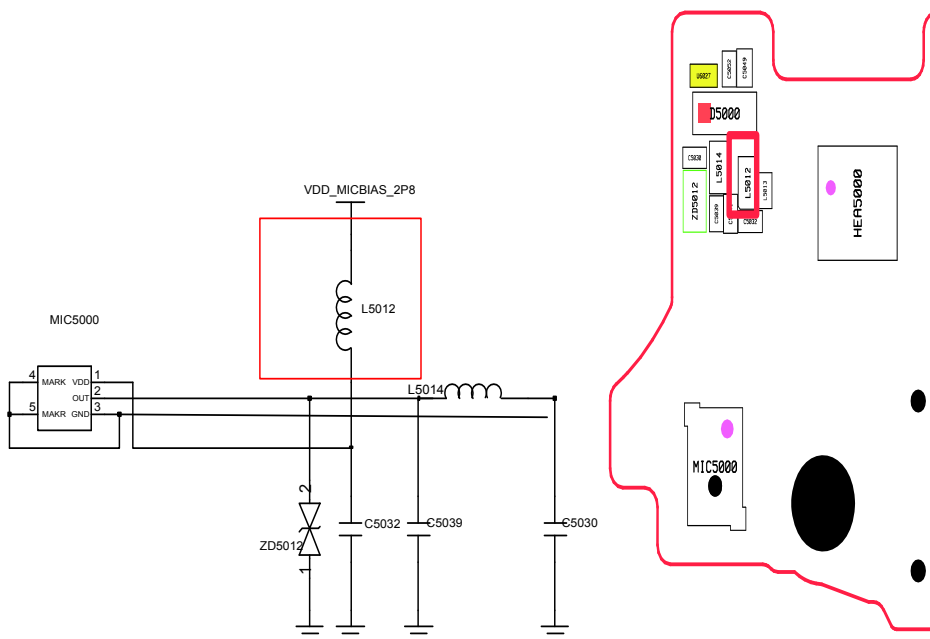 VDD_MICBIAS_2P8
L5012
MIC5000
4 MARK VDD 1
OUT 2
5 MAKR GND 3
L5014
2
ZD5012
1
C5032
C5039
C5030
U6027
C5052
C5049
D5000
C5030
L5014
L5012
L5013
ZD5012
C5039
C5032
HEA5000
MIC5000